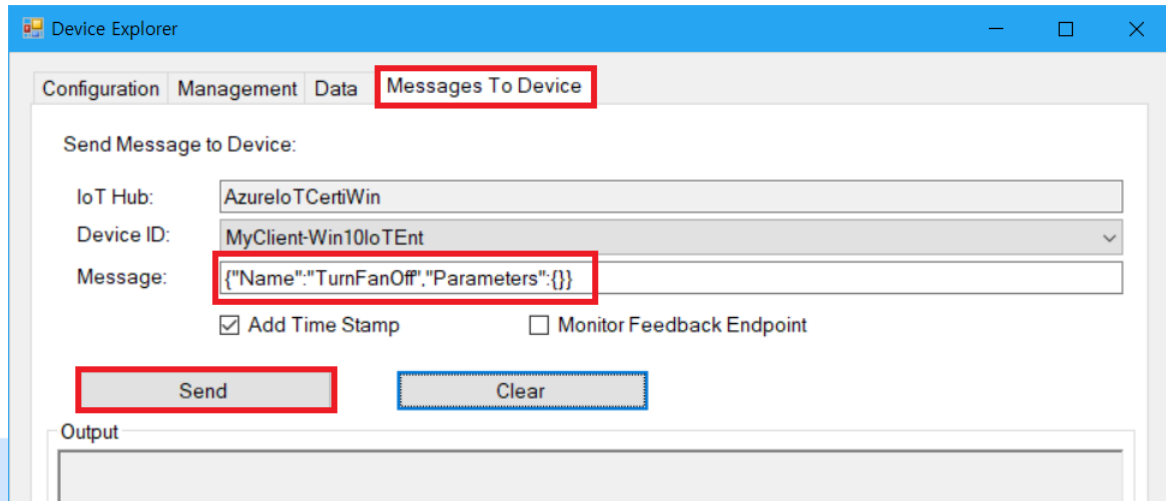 Device Explorer
Configuration Management Data Messages To Device
Send Message to Device:
IoT Hub: AzureIoTCertiWin
Device ID: MyClient-Win10IoTEnt
Message: {"Name":"TurnFanOff","Parameters":{}}
Add Time Stamp Monitor Feedback Endpoint
Send Clear
Output